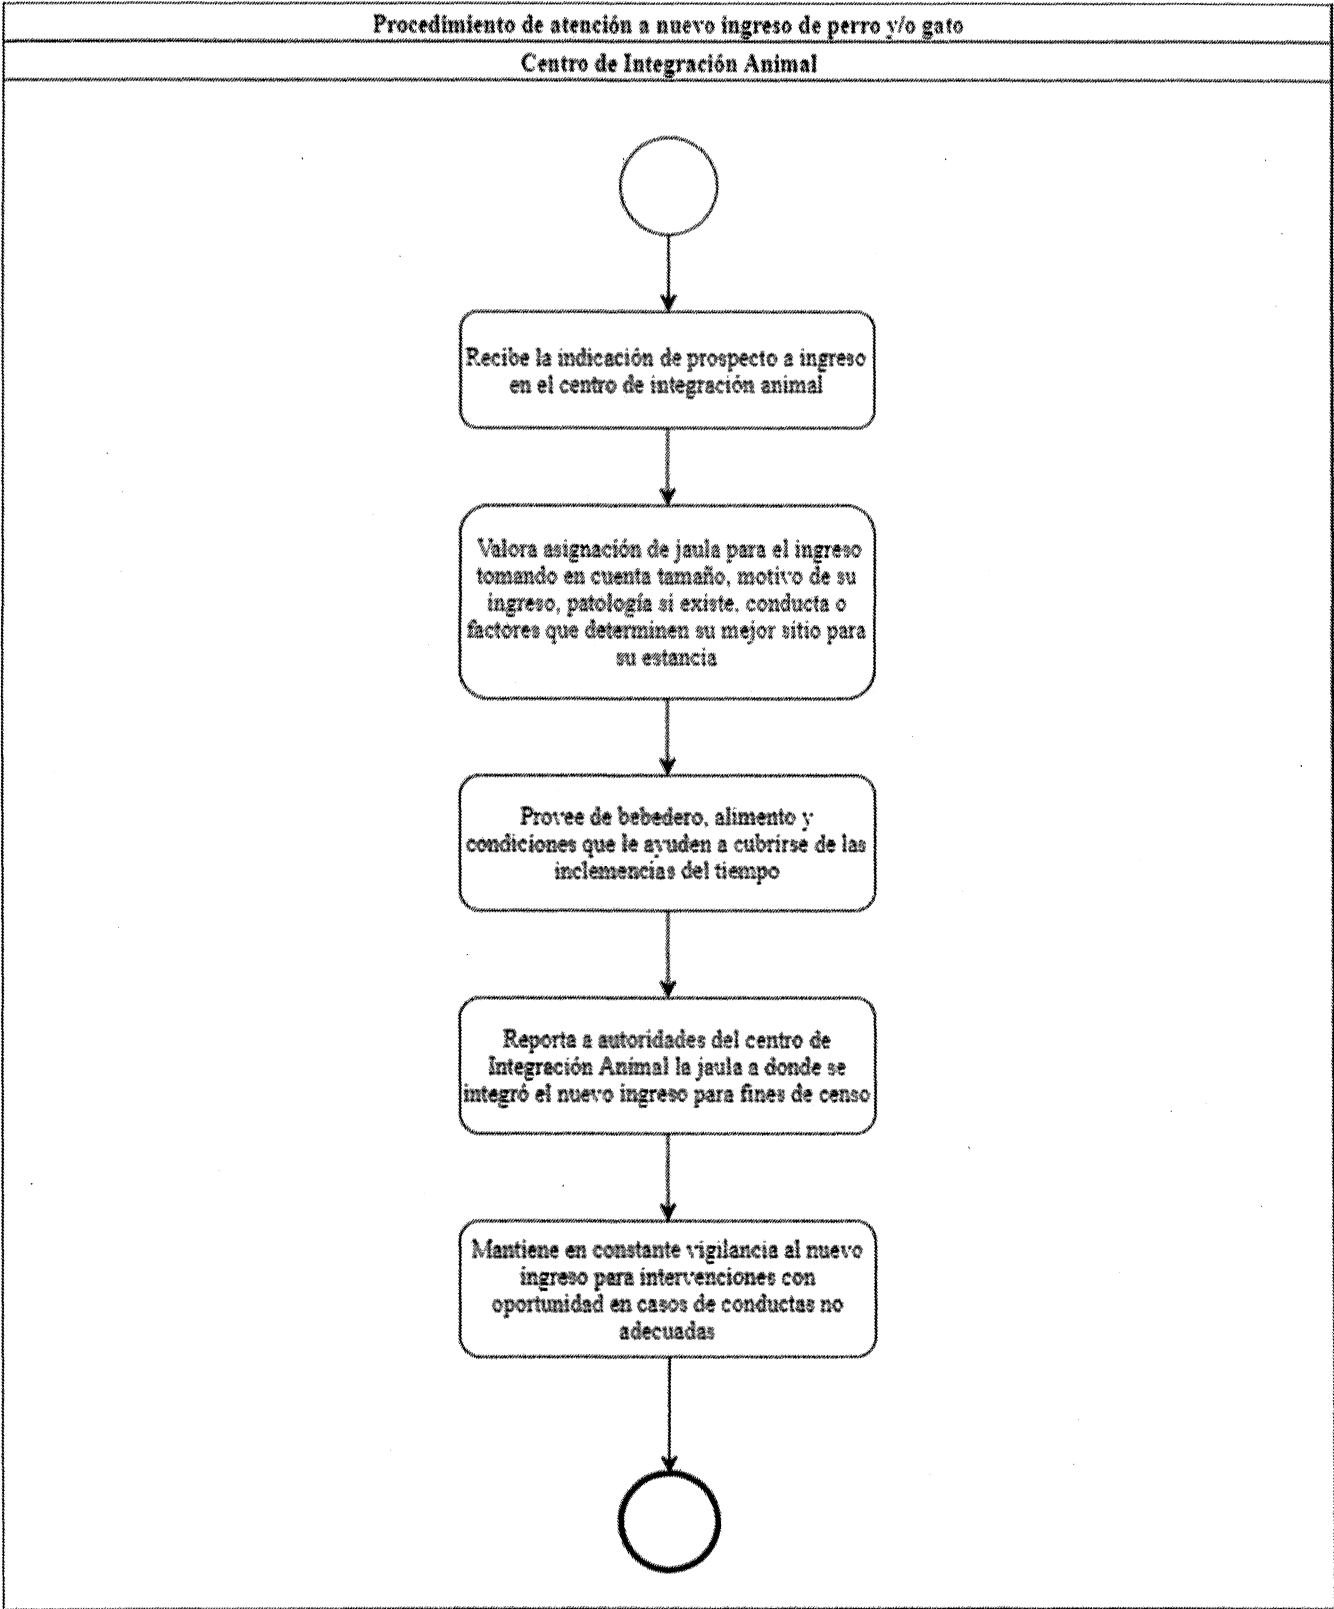 Procedimiento de atención a nuevo ingreso de perro y/o gato
Centro de Integración Animal
Recibe la indicación de prospecto a ingreso
en el centro de integración animal
Valora asignación de jaula para el ingreso
tomando en cuenta tamaño, motivo de su
ingreso, patología si existe. conducta o
factores que determinen su mejor sitio para
su estancia
Provee de bebedero, alimento y
condiciones que le ayuden a cubrirse de las
inclemencias del tiempo
Reporta a autoridades del centro de
Integración Animal la jaula a donde se
integró el nuevo ingreso para fines de censo
Mantiene en constante vigilancia al nuevo
ingreso para intervenciones con
oportunidad en casos de conductas no
adecuadas